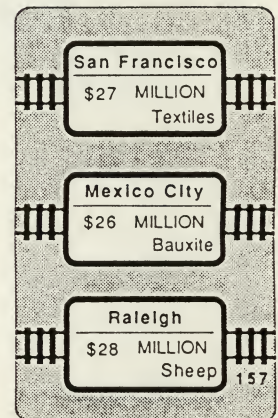 San Francisco
$27 MILLION
Textiles
Mexico City
$26 MILLION
Bauxite
Raleigh
$28 MILLION
Sheep
157